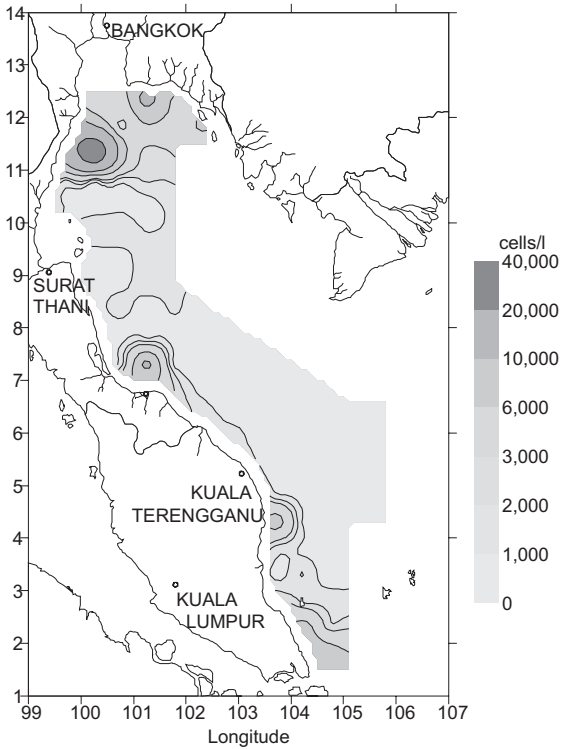 14
BANGKOK
13
12
11
10
9
8
7
6
5
4
3
2
1
SURAT
THANI
KUALA
TERENGGANU
KUALA
LUMPUR
99 100 101 102 103 104 105 106 107
Longitude
cells/l
40,000
20,000
10,000
6,000
3,000
2,000
1,000
0